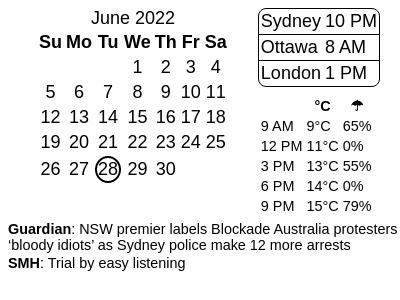 June 2022
Su Mo Tu We Th Fr Sa
1 2 3 4
5 6 7 8 9 10 11
12 13 14 15 16 17 18
19 20 21 22 23 24 25
26 27 28 29 30
Sydney 10 PM
Ottawa 8 AM
London 1 PM
°C ☂
9 AM 9°C 65%
12 PM 11°C 0%
3 PM 13°C 55%
6 PM 14°C 0%
9 PM 15°C 79%
Guardian: NSW premier labels Blockade Australia protesters
‘bloody idiots’ as Sydney police make 12 more arrests
SMH: Trial by easy listening